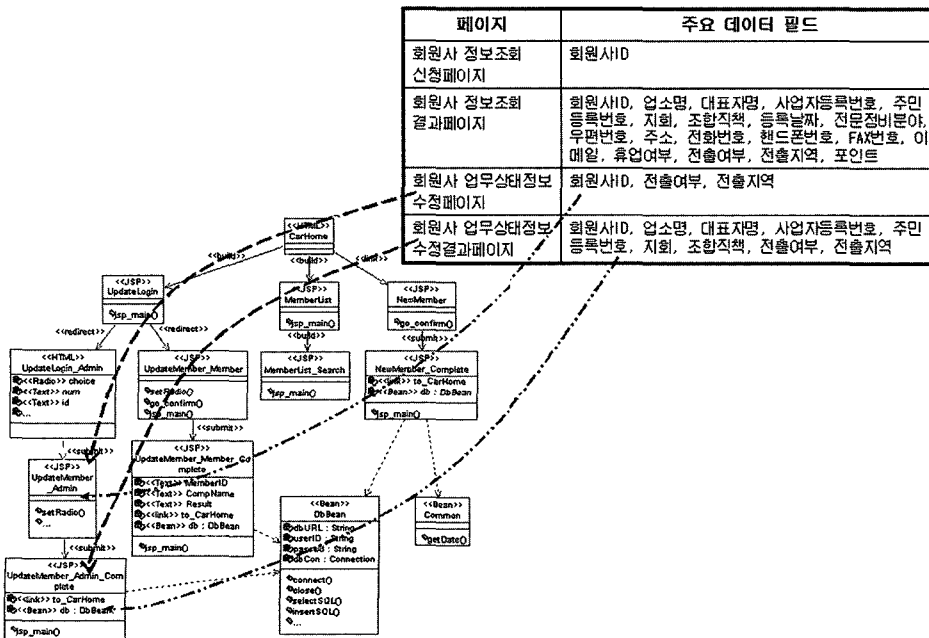 페이지
주요 데이터 필드
회원사 정보조회
신청페이지
회원사ID
회원사 정보조회
결과페이지
회원사ID, 업소명, 대표자명, 사업자등록번호, 주민
등록번호, 지회, 조합직책, 등록날짜, 전문정비분야,
우편번호, 주소, 전화번호, 핸드폰번호, FAX번호, 이
메일, 휴업여부, 전출여부, 전출지역, 포인트
회원사 업무상태정보
수정페이지
회원사ID, 전출여부, 전출지역
회원사 업무상태정보
수정결과페이지
회원사ID, 업소명, 대표자명, 사업자등록번호, 주민
등록번호, 지회, 조합직책, 전출여부, 전출지역
<<HTML>>
CarHome
<<build>>
<<build>>
<<JSP>>
UpdateLogin
jsp_main()
<<JSP>>
MemberList
jsp_main()
<<JSP>>
NewMember
go_confirm()
<<redirect>>
<<redirect>>
<<build>>
<<submit>>
<<HTML>>
UpdateLogin_Admin
<<Radio>> choice
<<Text>> num
<<Text>> id
...
<<JSP>>
UpdateMember_Member
setRadio()
go_confirm()
jsp_main()
<<JSP>>
MemberList_Search
jsp_main()
<<JSP>>
NewMember_Complete
<<link>> to_CarHome
<<Bean>> db : DbBean
jsp_main()
<<submit>>
<<submit>>
<<JSP>>
UpdateMember
_Admin
setRadio()
...
<<JSP>>
UpdateMember_Member_Co
mplete
<<Text>> MemberID
<<Text>> CompName
<<Text>> Result
<<link>> to_CarHome
<<Bean>> db : DbBean
jsp_main()
<<Bean>>
DbBean
dbURL : String
userID : String
: String
dbCon : Connection
connect()
close()
selectSQL()
insertSQL()
...
<<Bean>>
Common
getDate()
<<submit>>
<<JSP>>
UpdateMember_Admin_Com
plete
<<link>> to_CarHome
<<Bean>> db : DbBean
jsp_main()